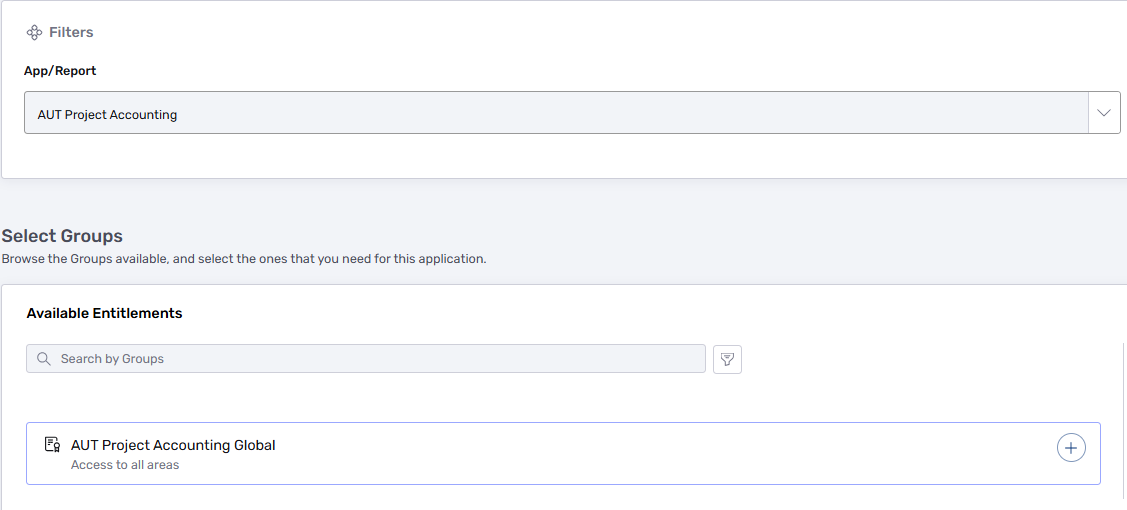 Filters
App/Report
AUT Project Accounting
Select Groups
Browse the Groups available, and select the ones that you need for this application.
Available Entitlements
Search by Groups
AUT Project Accounting Global
Access to all areas